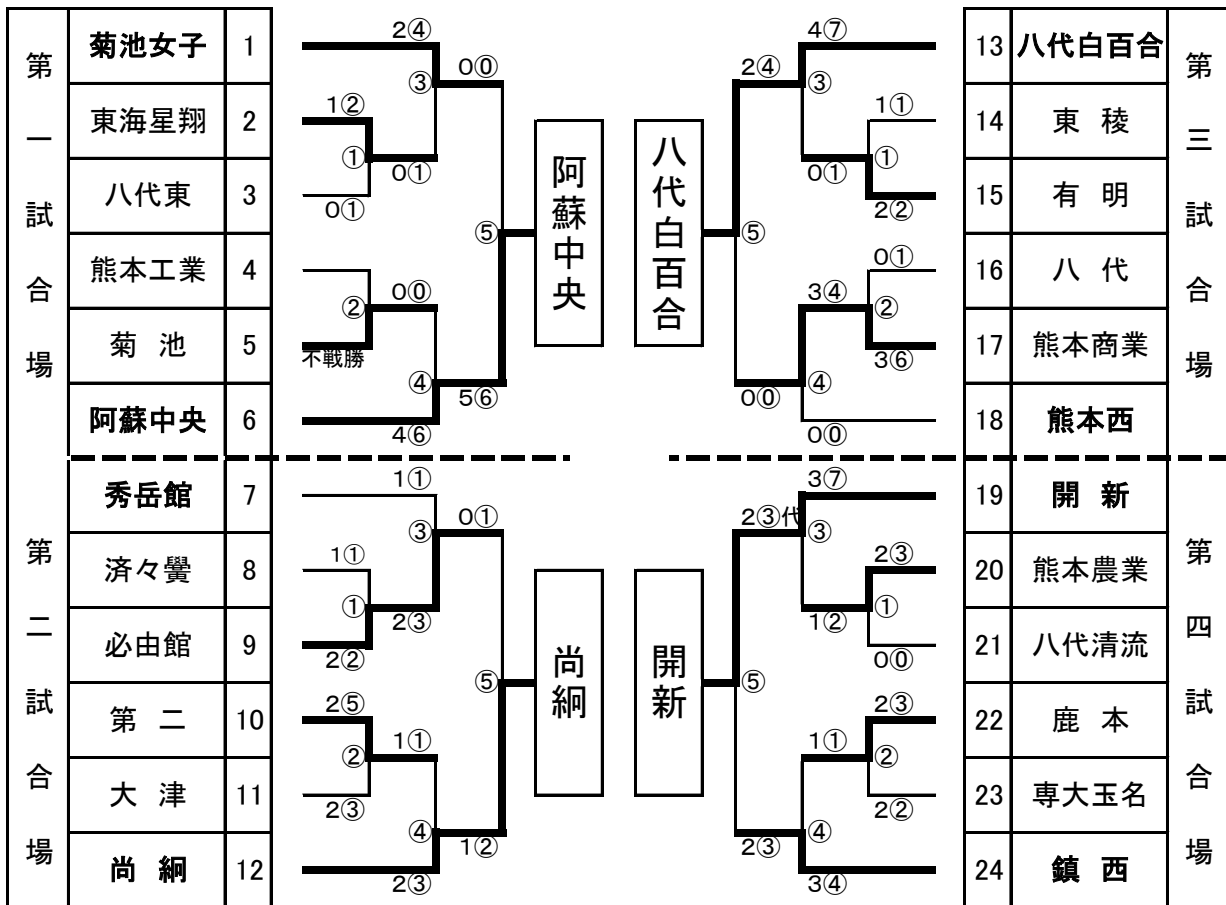 第一試合場
菊池女子 1
東海星翔 2
八代東 3
熊本工業 4
菊池 5
阿蘇中央 6
2④
③
0⓪
1②
①
0①
0①
②
0⓪
不戦勝
④
5⑥
4⑥
⑤
阿蘇中央
第二試合場
秀岳館 7
済々黌 8
必由館 9
第二 10
大津 11
尚絅 12
1①
③
0①
1①
①
2③
2②
2⑤
②
1①
2③
④
1②
2③
⑤
尚絅
八代白百合
⑤
4⑦
2④
③
1①
①
0①
2②
0①
3④
②
3⑥
④
0⓪
0⓪
13 八代白百合
14 東稜
15 有明
16 八代
17 熊本商業
18 熊本西
第三試合場
開新
⑤
3⑦
2③代
③
2③
①
1②
0⓪
2③
1①
②
2②
④
2③
3④
19 開新
20 熊本農業
21 八代清流
22 鹿本
23 専大玉名
24 鎮西
第四試合場